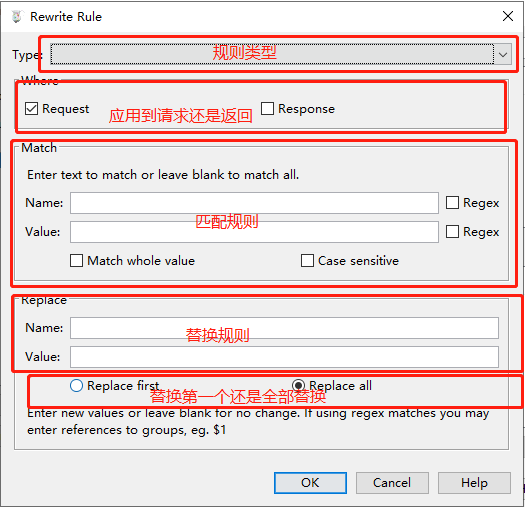 Rewrite Rule
Type:
规则类型
Where
Request
Response
应用到请求还是返回
Match
Enter text to match or leave blank to match all.
Name:
Regex
匹配规则
Value:
Regex
Match whole value
Case sensitive
Replace
Name:
替换规则
Value:
Replace first
Replace all
替换第一个还是全部替换
Enter new values or leave blank for no change. If using regex matches you may
enter references to groups, eg. $1
OK
Cancel
Help